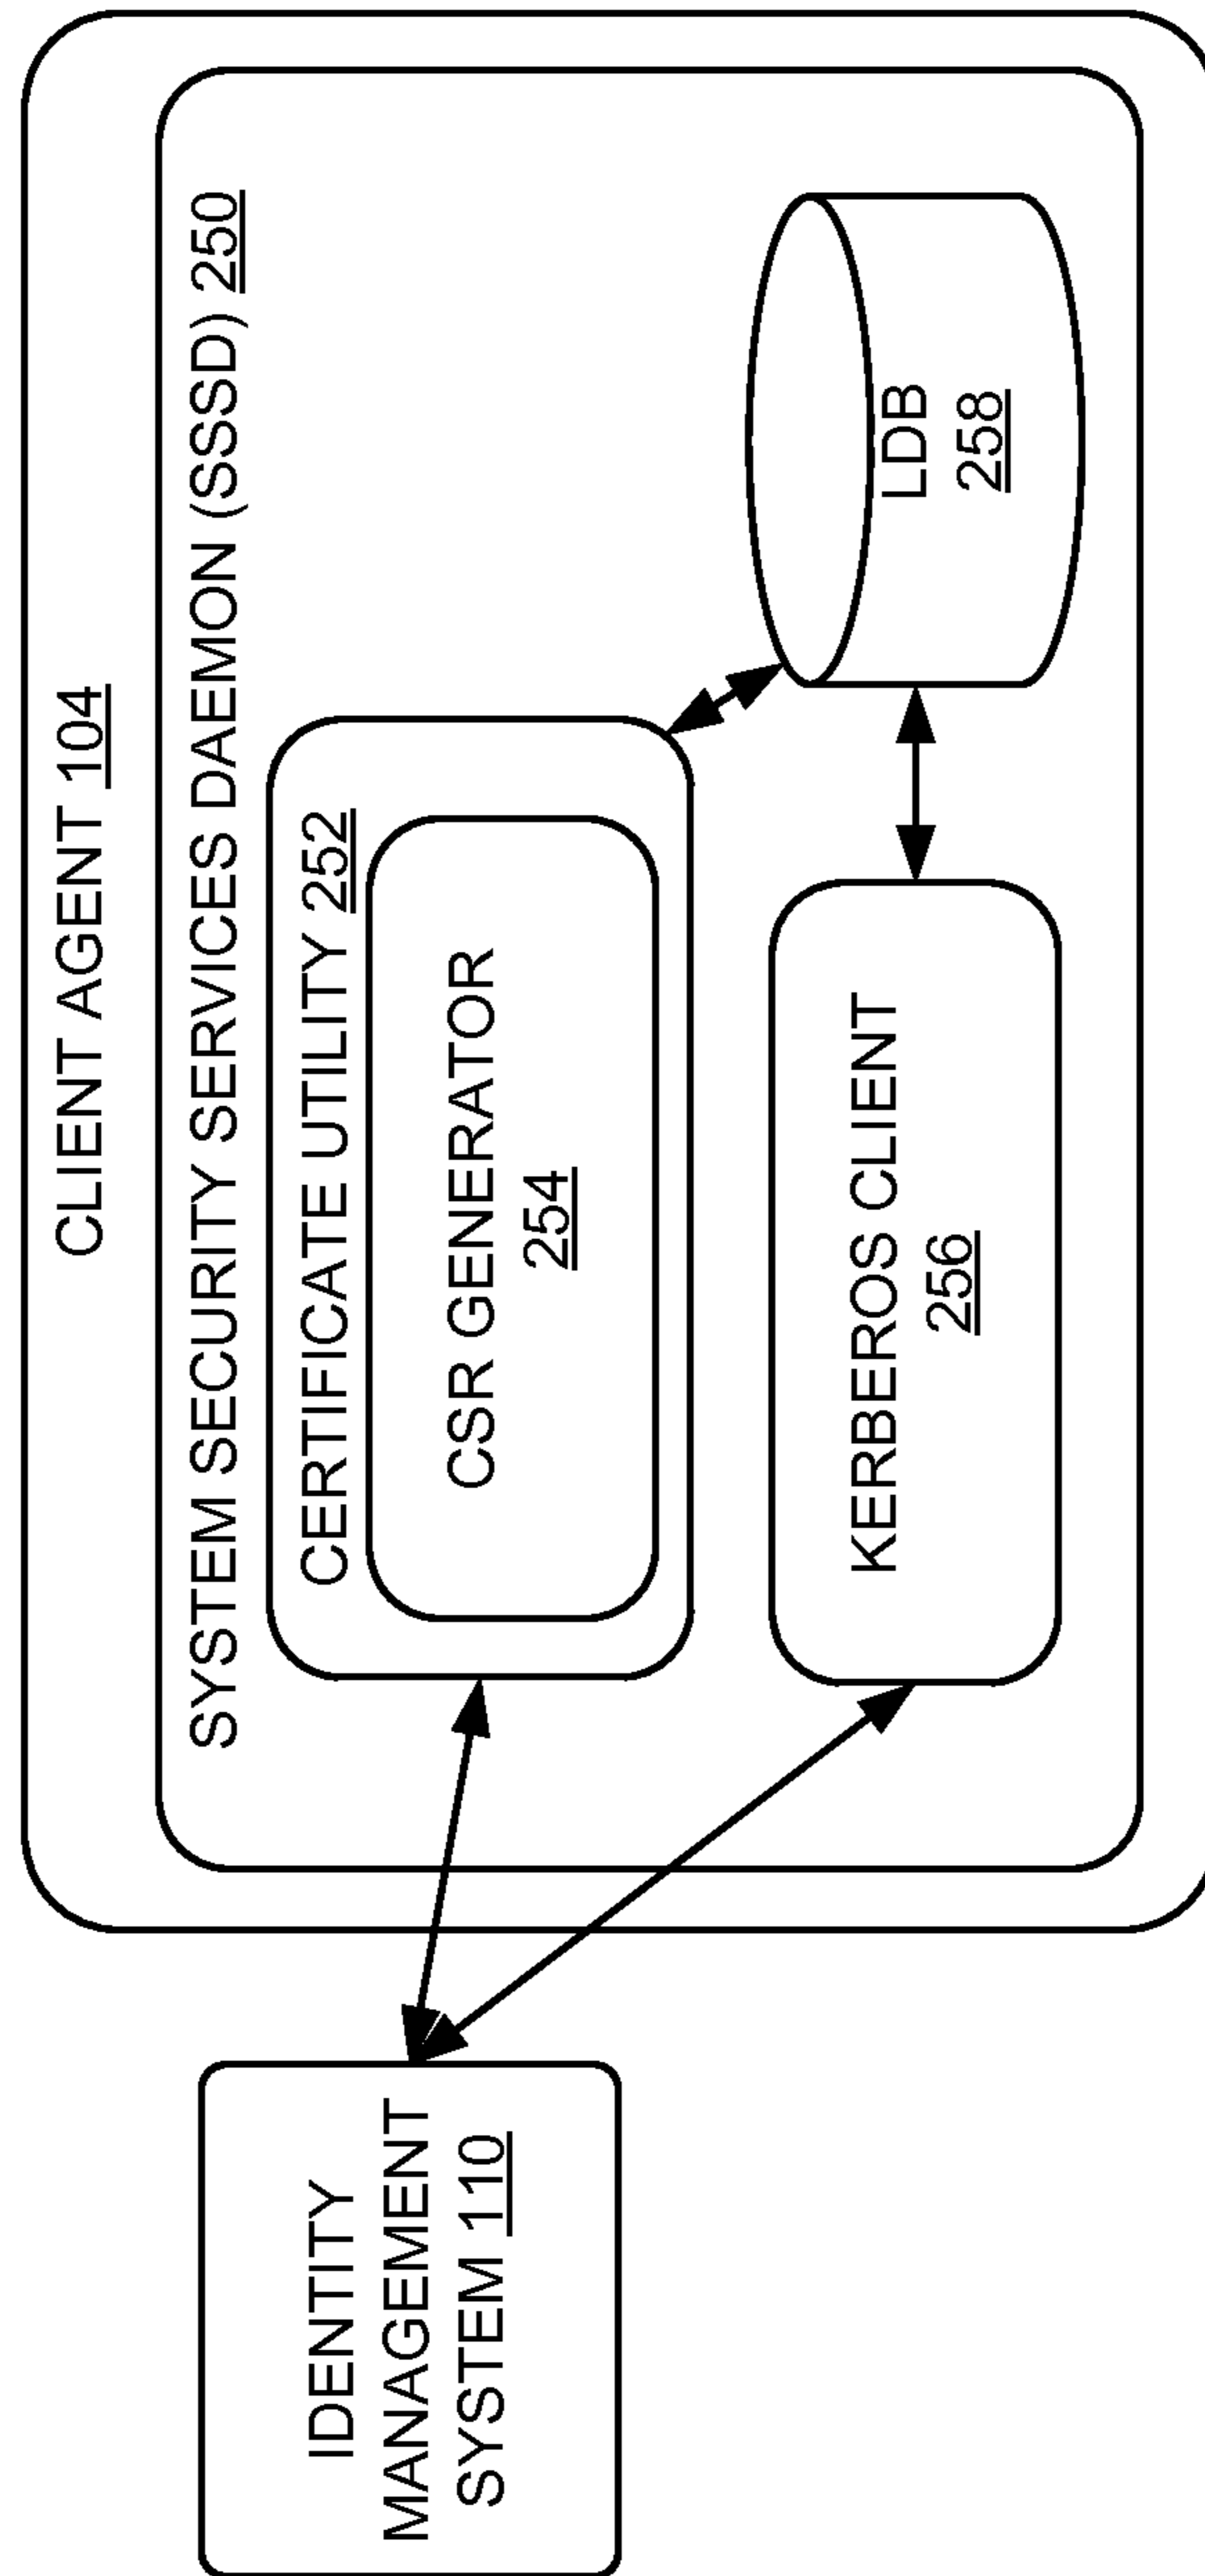 CLIENT AGENT 104
SYSTEM SECURITY SERVICES DAEMON (SSSD) 250
CERTIFICATE UTILITY 252
CSR GENERATOR
254
KERBEROS CLIENT
256
LDB
258
IDENTITY
MANAGEMENT
SYSTEM 110